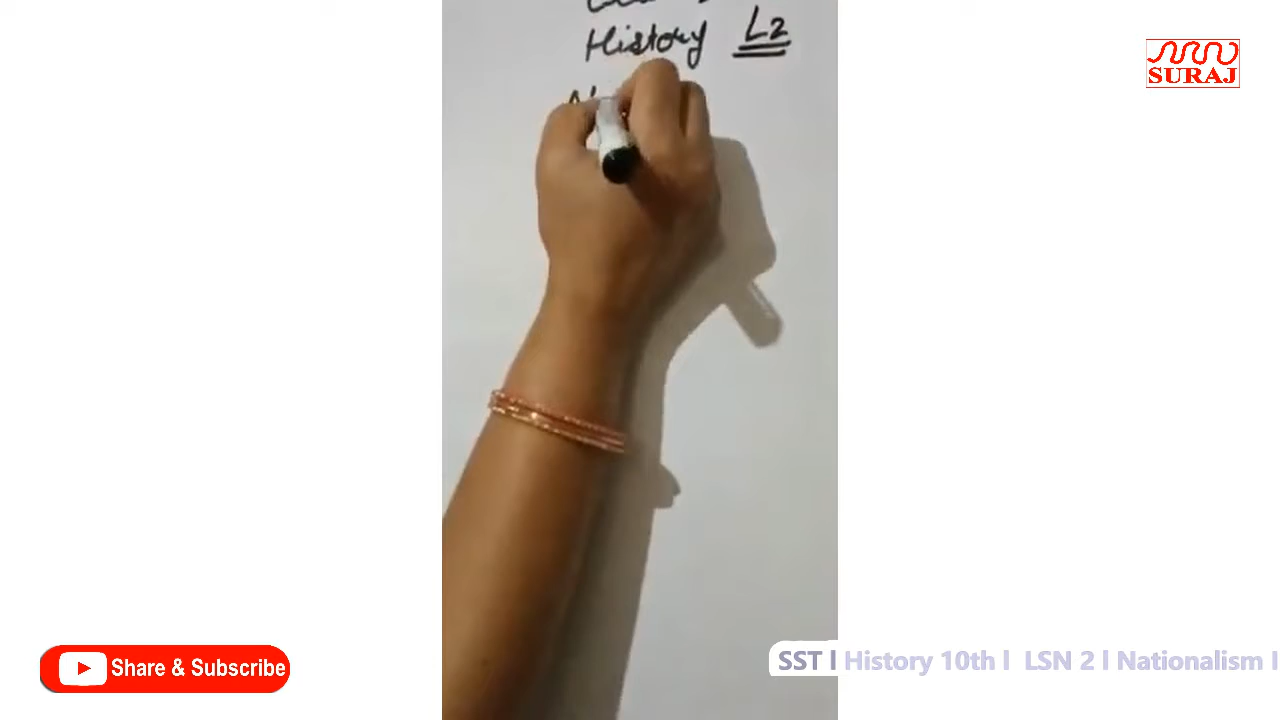 History L2
SURAJ
Share & Subscribe
SST l History 10th l LSN 2 l Nationalism I